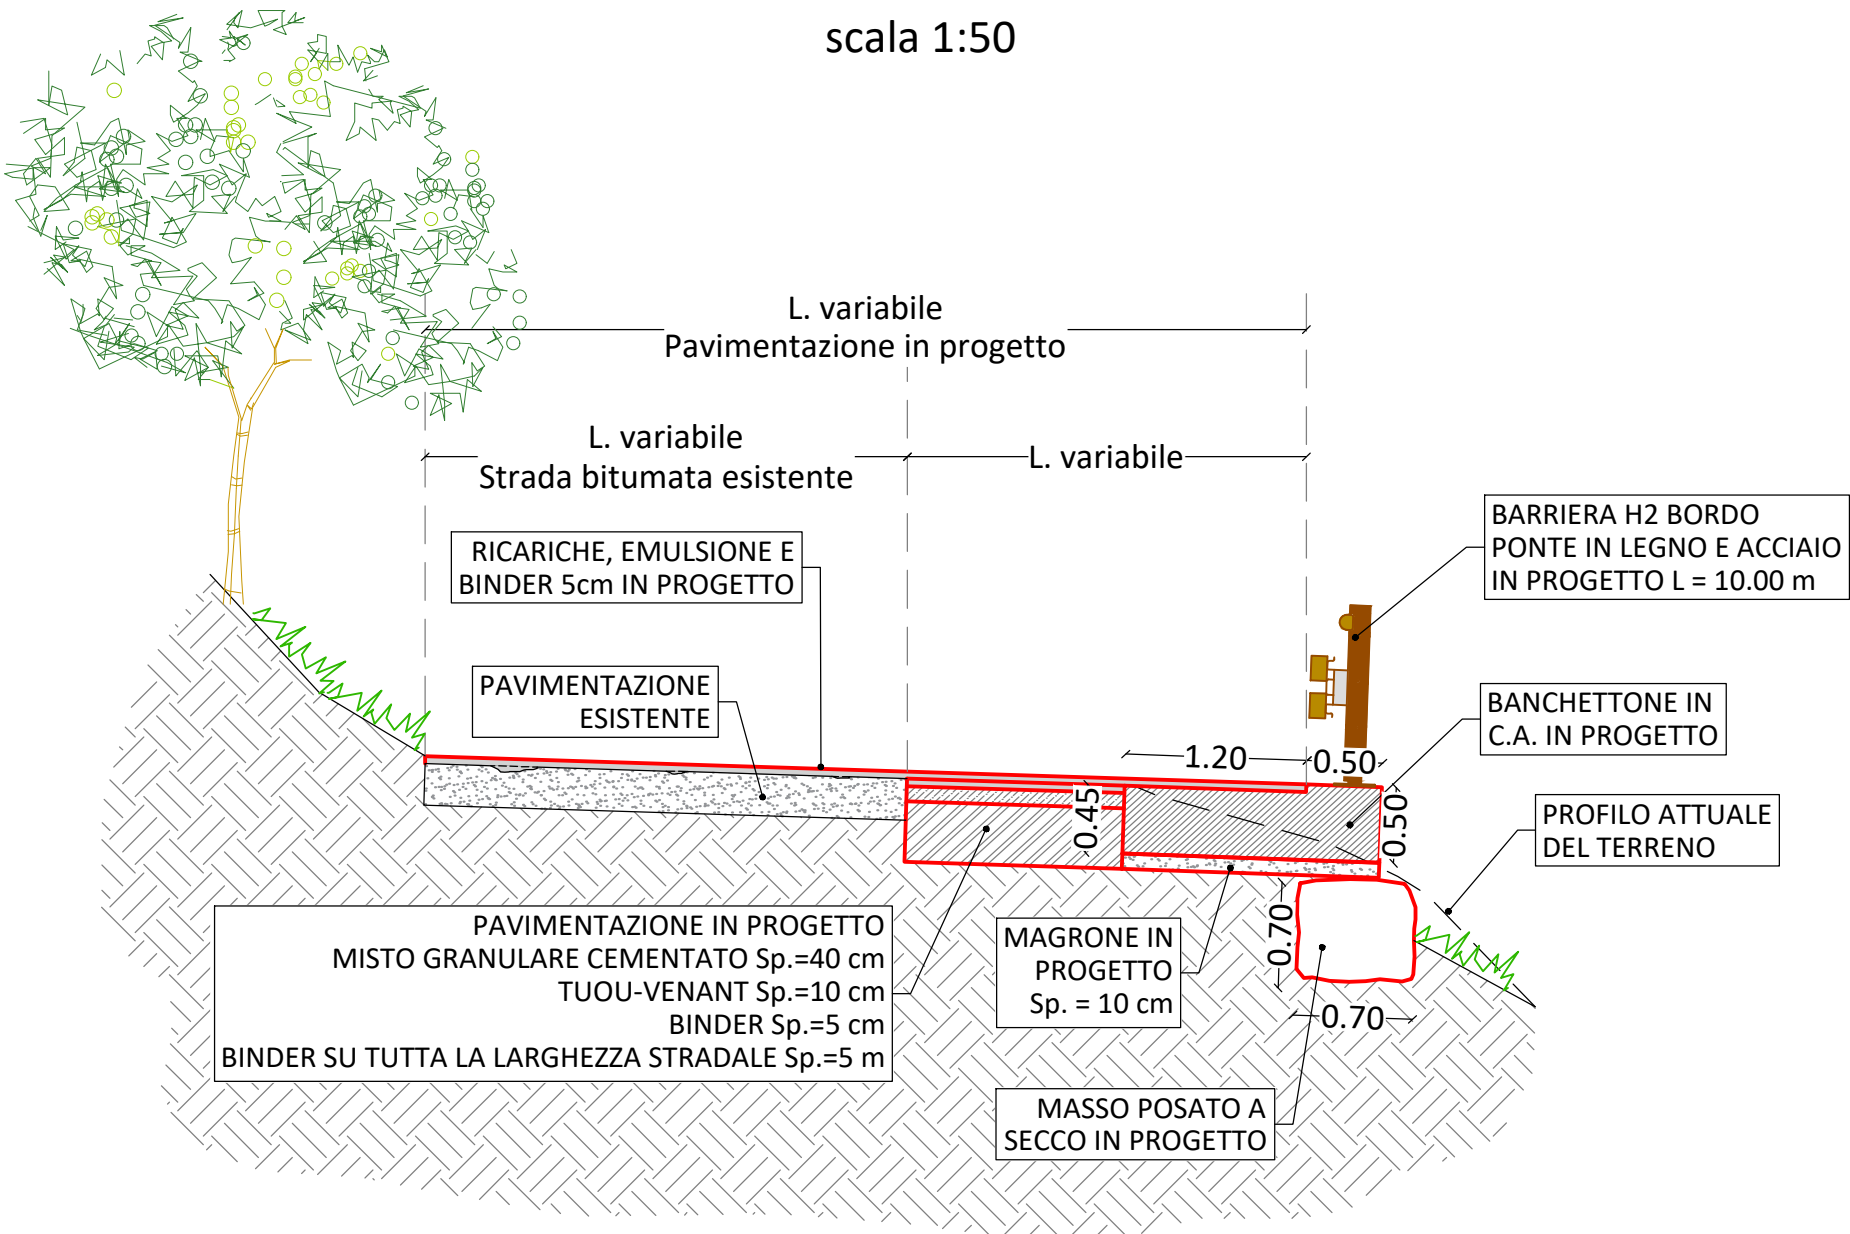 scala 1:50
L. variabile
Pavimentazione in progetto
L. variabile
Strada bitumata esistente
L. variabile
RICARICHE, EMULSIONE E
BINDER 5cm IN PROGETTO
BARRIERA H2 BORDO
PONTE IN LEGNO E ACCIAIO
IN PROGETTO L = 10.00 m
PAVIMENTAZIONE
ESISTENTE
BANCHETTONE IN
C.A. IN PROGETTO
1.20
0.50
0.45
0.50
PROFILO ATTUALE
DEL TERRENO
PAVIMENTAZIONE IN PROGETTO
MISTO GRANULARE CEMENTATO Sp.=40 cm
TUOU-VENANT Sp.=10 cm
BINDER Sp.=5 cm
BINDER SU TUTTA LA LARGHEZZA STRADALE Sp.=5 m
MAGRONE IN
PROGETTO
Sp. = 10 cm
0.70
0.70
MASSO POSATO A
SECCO IN PROGETTO